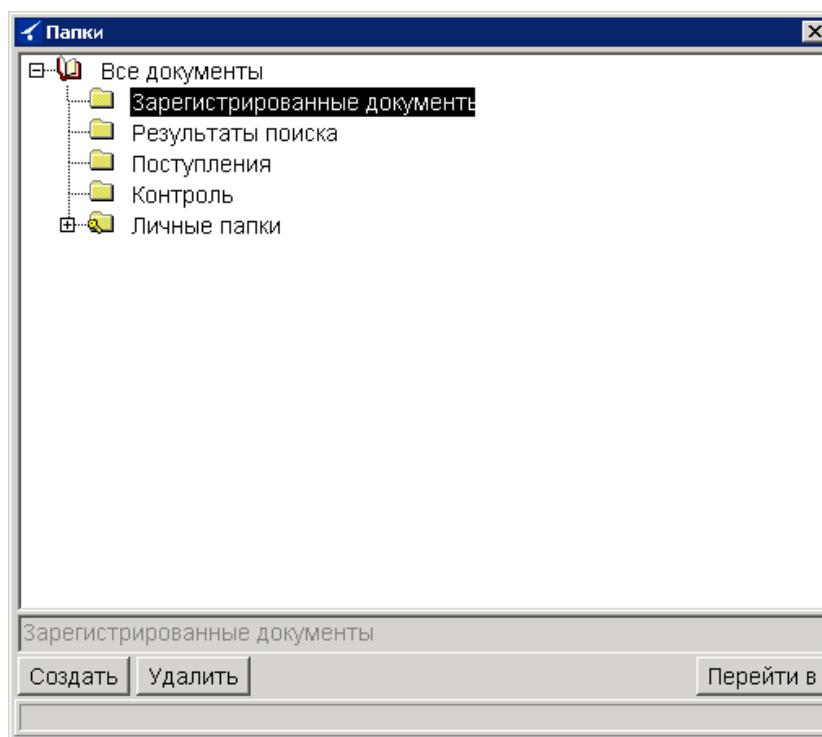 Папки
Все документы
Зарегистрированные документы
Результаты поиска
Поступления
Контроль
Личные папки
Зарегистрированные документы
Создать
Удалить
Перейти в